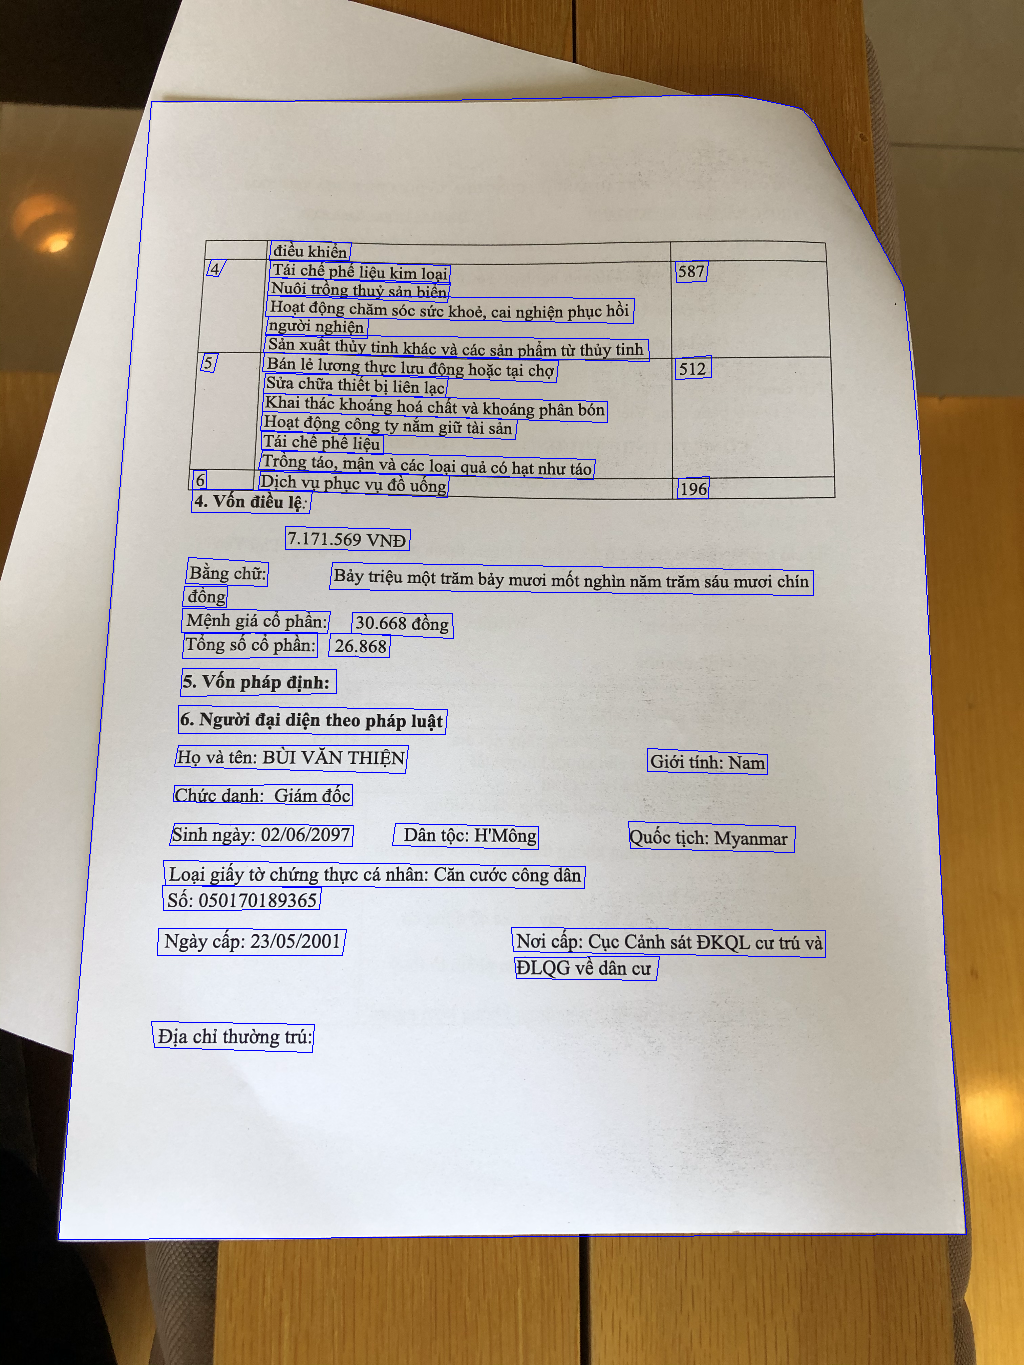 điều khiển
4 Tái chế phế liệu kim loại 587
Nuôi trồng thuỷ sản biển
Hoạt động chăm sóc sức khoẻ, cai nghiện phục hồi
người nghiện
Sản xuất thủy tinh khác và các sản phẩm từ thủy tinh
5 Bán lẻ lương thực lưu động hoặc tại chợ 512
Sửa chữa thiết bị liên lạc
Khai thác khoáng hoá chất và khoáng phân bón
Hoạt động công ty nắm giữ tài sản
Tái chế phế liệu
Trồng táo, mận và các loại quả có hạt như táo
6 Dịch vụ phục vụ đồ uống 196
4. Vốn điều lệ:
7.171.569 VNĐ
Bằng chữ: Bảy triệu một trăm bảy mươi mốt nghìn năm trăm sáu mươi chín
đồng
Mệnh giá cổ phần: 30.668 đồng
Tổng số cổ phần: 26.868
5. Vốn pháp định:
6. Người đại diện theo pháp luật
Họ và tên: BÙI VĂN THIỆN Giới tính: Nam
Chức danh: Giám đốc
Sinh ngày: 02/06/2097 Dân tộc: H'Mông Quốc tịch: Myanmar
Loại giấy tờ chứng thực cá nhân: Căn cước công dân
Số: 050170189365
Ngày cấp: 23/05/2001 Nơi cấp: Cục Cảnh sát ĐKQL cư trú và
ĐLQG về dân cư
Địa chỉ thường trú: